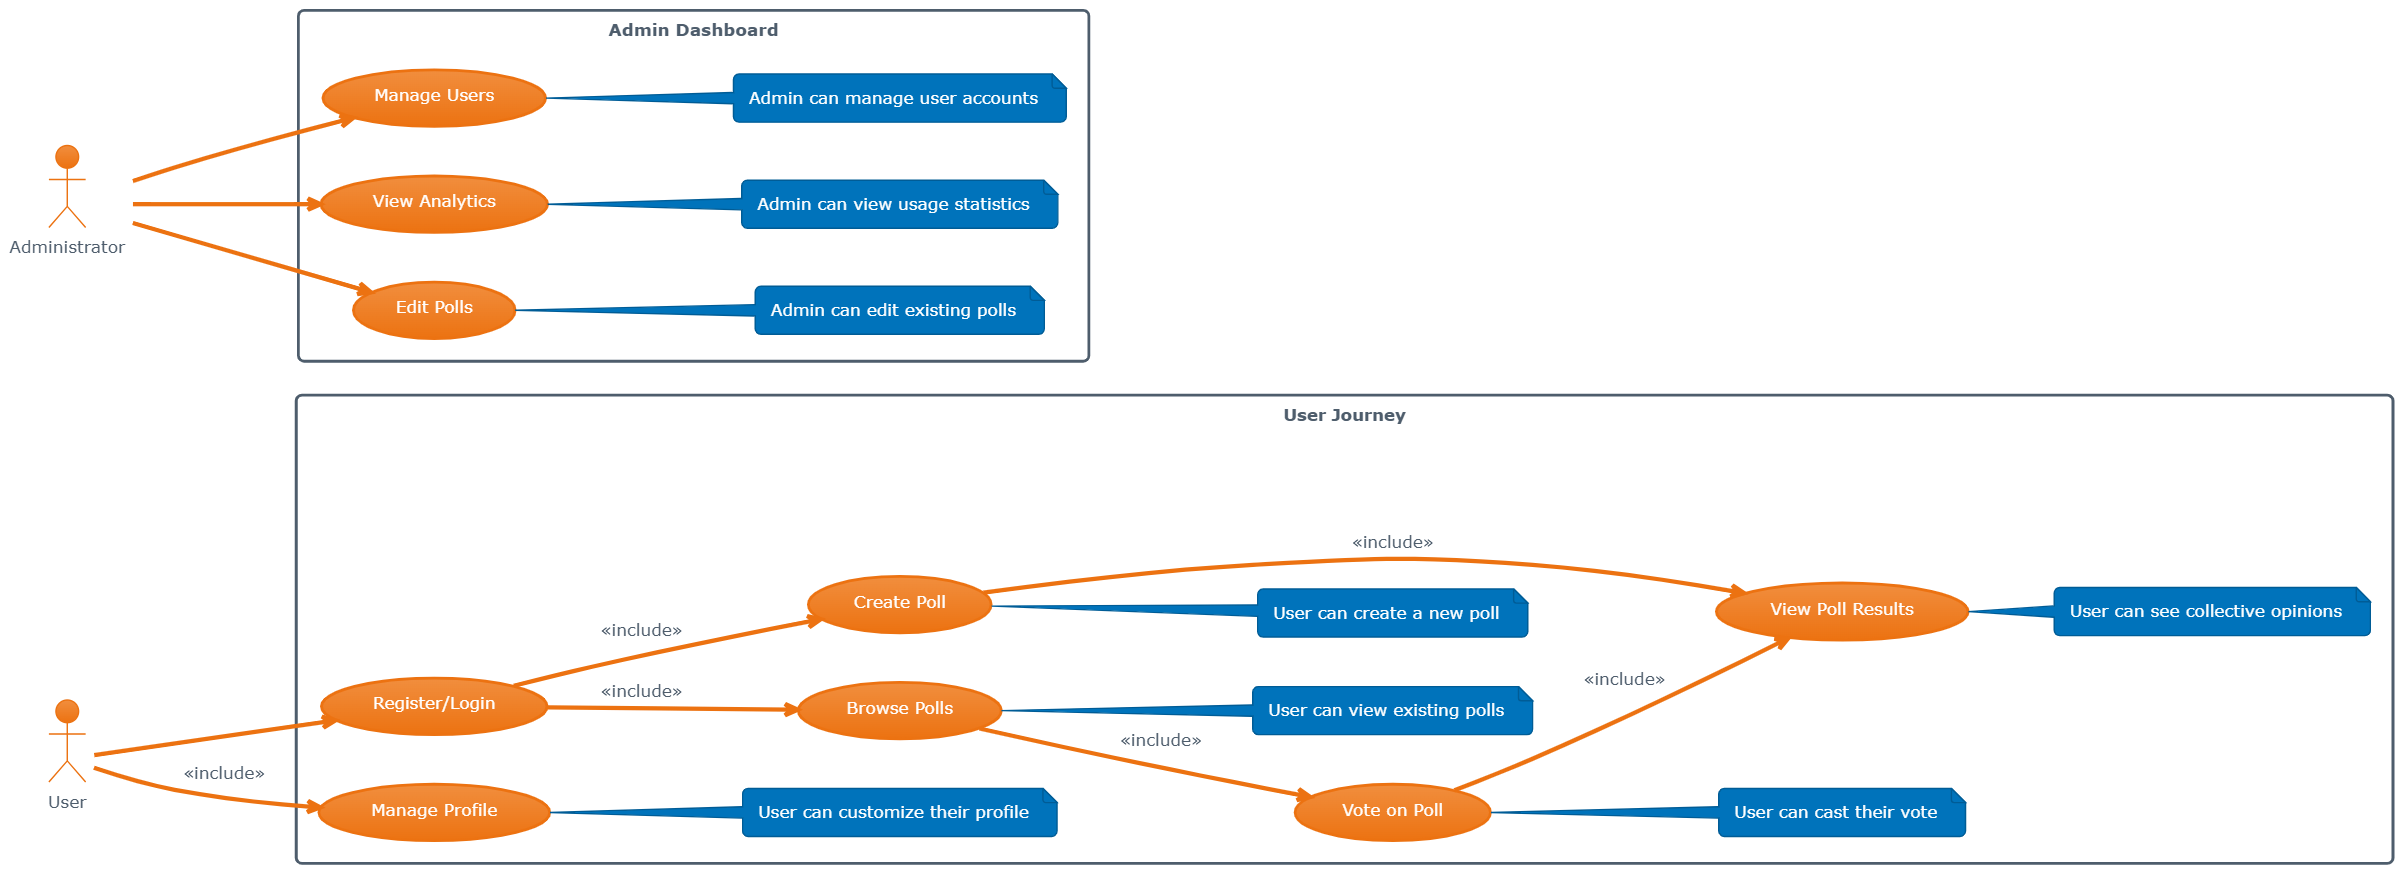 Admin Dashboard
Manage Users
Admin can manage user accounts
View Analytics
Admin can view usage statistics
Administrator
Edit Polls
Admin can edit existing polls
User Journey
«include»
Create Poll
User can create a new poll
View Poll Results
User can see collective opinions
«include»
«include»
«include»
Register/Login
Browse Polls
User can view existing polls
«include»
«include»
User
Manage Profile
User can customize their profile
Vote on Poll
User can cast their vote